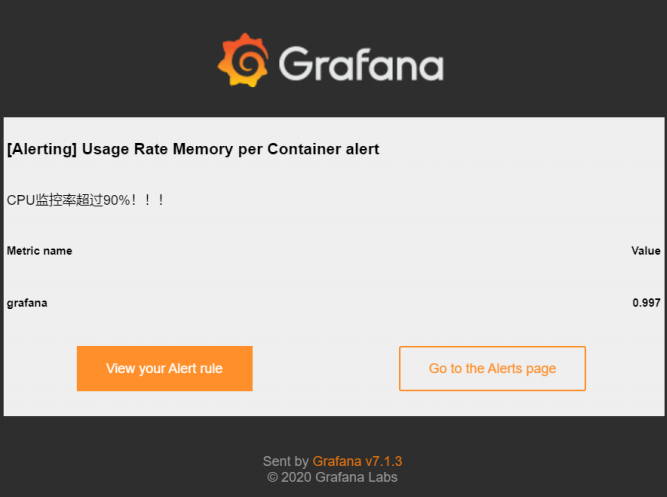 Grafana
[Alerting] Usage Rate Memory per Container alert
CPU监控率超过90%！！！
Metric name Value
grafana 0.997
View your Alert rule Go to the Alerts page
Sent by Grafana v7.1.3
© 2020 Grafana Labs